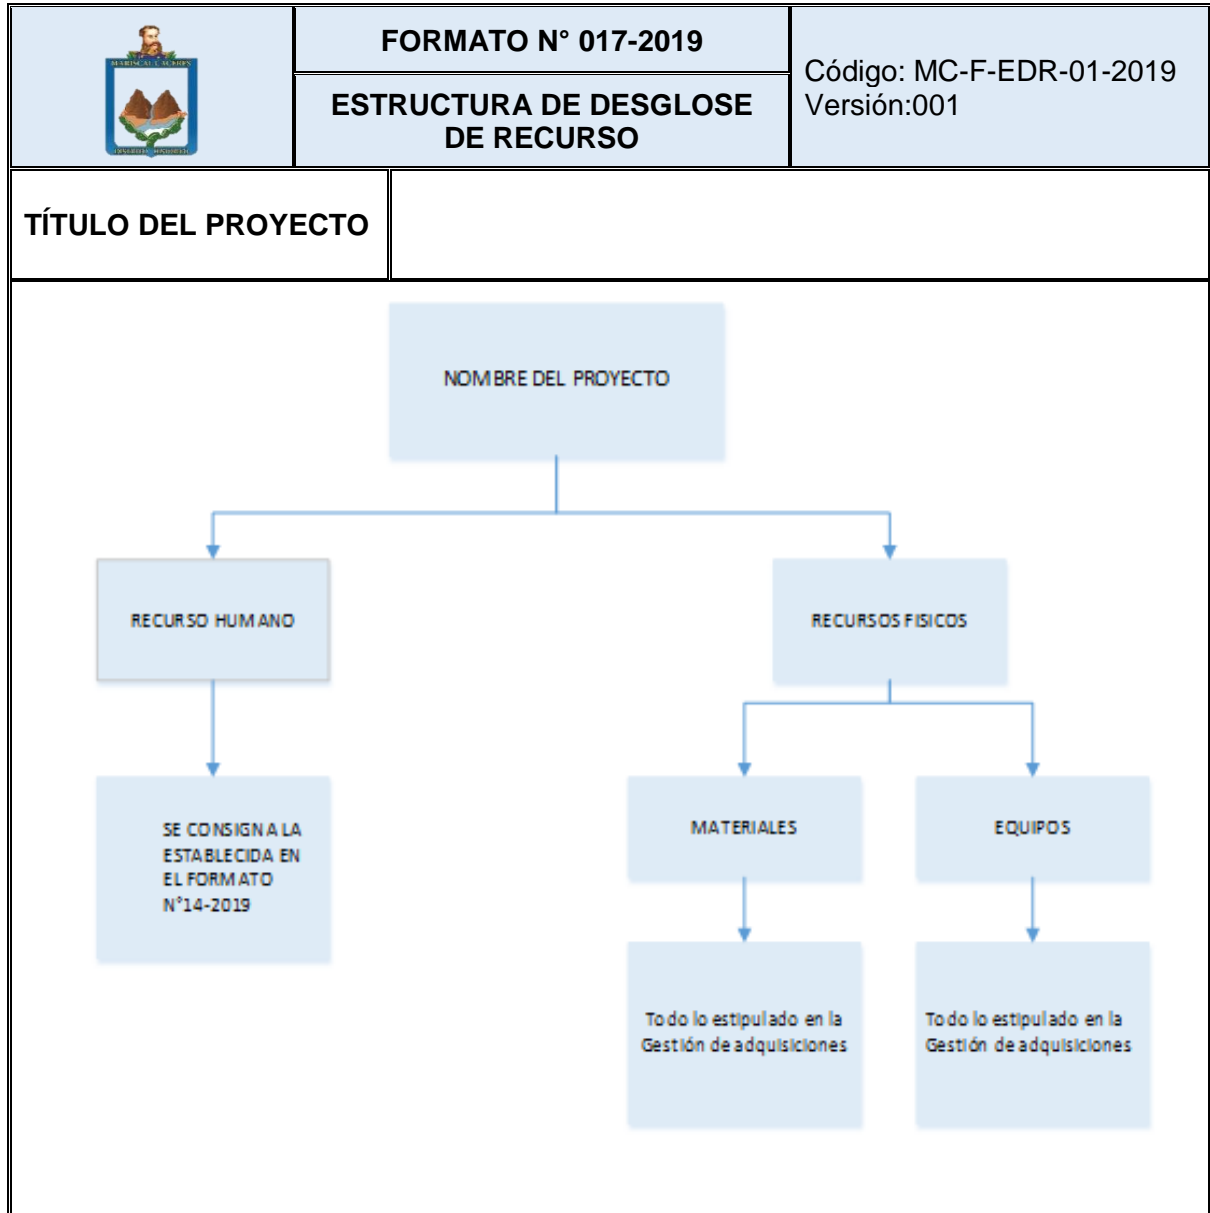 MARISCAL CACERES
FORMATO N° 017-2019
ESTRUCTURA DE DESGLOSE
DE RECURSO
Código: MC-F-EDR-01-2019
Versión:001
TÍTULO DEL PROYECTO
NOMBRE DEL PROYECTO
RECURSO HUMANO
RECURSOS FISICOS
SE CONSIGNA LA
ESTABLECIDA EN
EL FORMATO
N°14-2019
MATERIALES
EQUIPOS
Todo lo estipulado en la
Gestión de adquisiciones
Todo lo estipulado en la
Gestión de adquisiciones